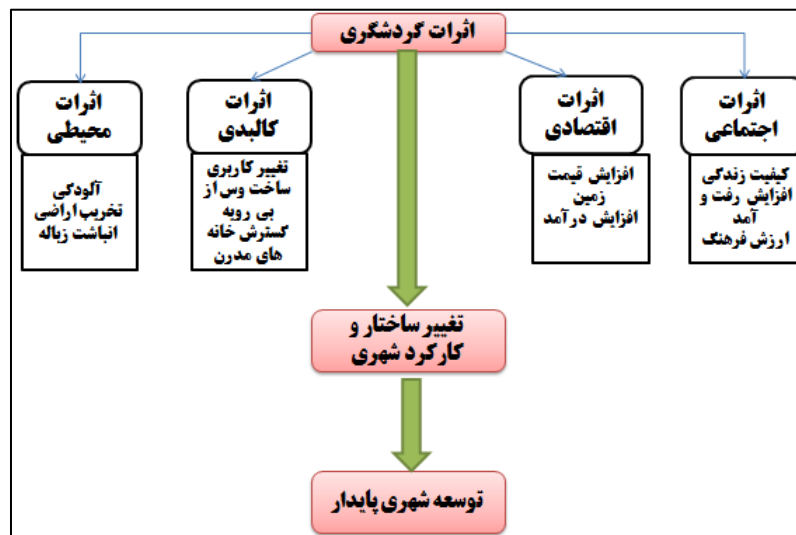 اثرات گردشگری
اثرات
اجتماعی
کیفیت زندگی
افزایش رفت و
آمد
ارزش فرهنگ
اثرات
اقتصادی
افزایش قیمت
زمین
افزایش درآمد
اثرات
کالبدی
تغییر کاربری
ساخت وس از
بی رویه
گسترش خانه
های مدرن
اثرات
محیطی
آلودگی
تخریب اراضی
انباشت زباله
تغییر ساختار و
کارکرد شهری
توسعه شهری پایدار